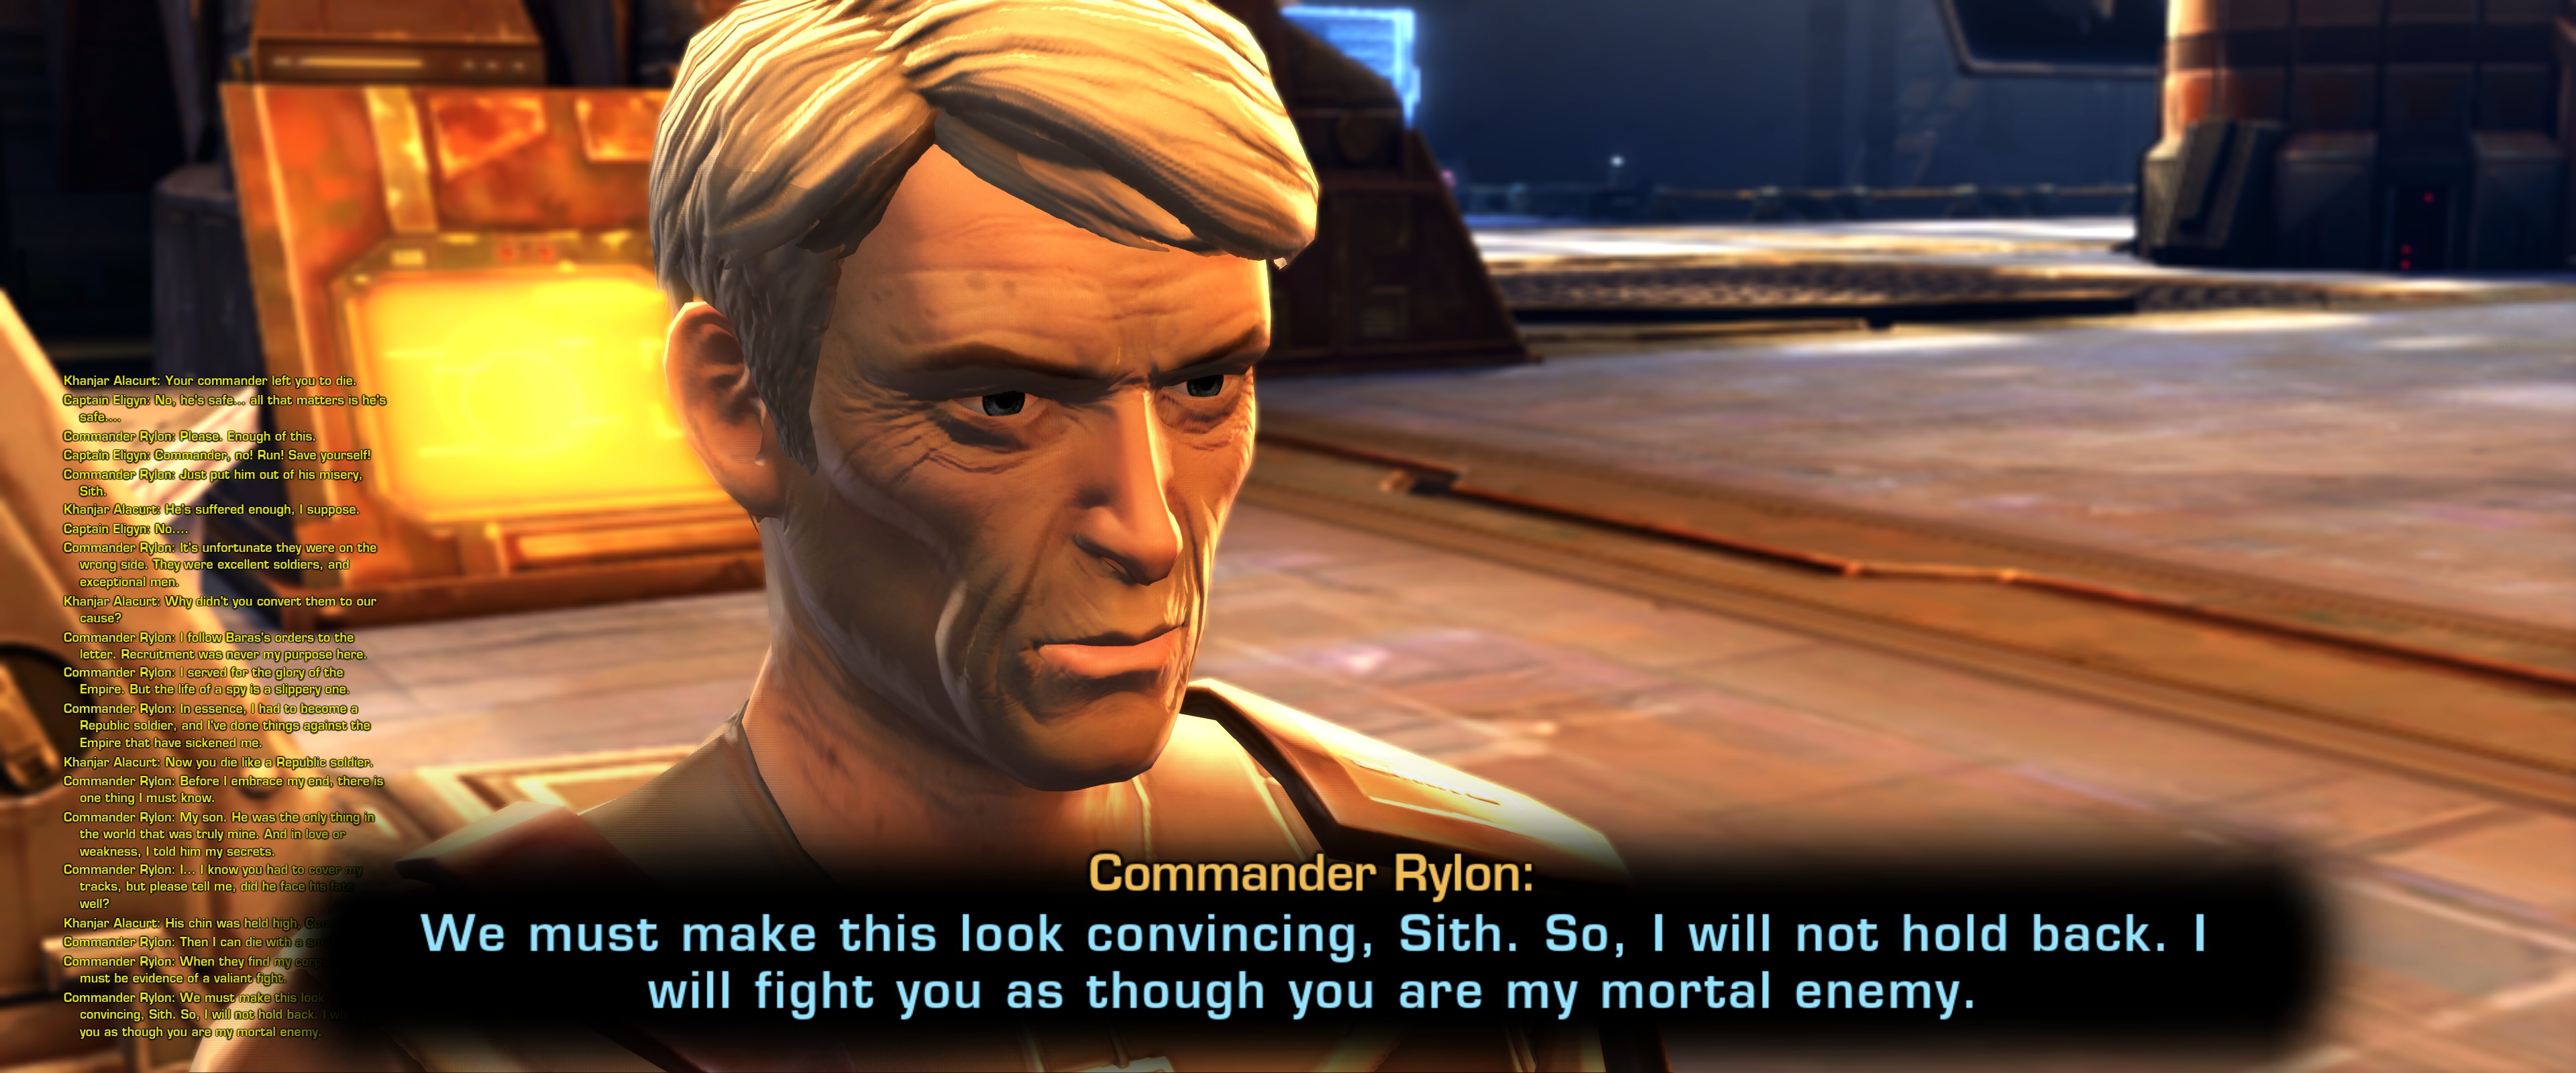 Khanjar Alacurt: Your commander left you to die.
Captain Eligyn: No, he's safe... all that matters is he's
safe....
Commander Rylon: Please. Enough of this.
Captain Eligyn: Commander, no! Run! Save yourself!
Commander Rylon: Just put him out of his misery,
Sith.
Khanjar Alacurt: He's suffered enough, I suppose.
Captain Eligyn: No....
Commander Rylon: It's unfortunate they were on the
wrong side. They were excellent soldiers, and
exceptional men.
Khanjar Alacurt: Why didn't you convert them to our
cause?
Commander Rylon: I follow Baras's orders to the
letter. Recruitment was never my purpose here.
Commander Rylon: I served for the glory of the
Empire. But the life of a spy is a slippery one.
Commander Rylon: In essence, I had to become a
Republic soldier, and I've done things against the
Empire that have sickened me.
Khanjar Alacurt: Now you die like a Republic soldier.
Commander Rylon: Before I embrace my end, there is
one thing I must know.
Commander Rylon: My son. He was the only thing in
the world that was truly mine. And in love or
weakness, I told him my secrets.
Commander Rylon: I... I know you had to cover my
tracks, but please tell me, did he face his fate
well?
Khanjar Alacurt: His chin was held high,
Commander Rylon: Then I can die with a
Commander Rylon: When they find my
must be evidence of a valiant fight.
Commander Rylon: We must make this look
convincing, Sith. So, I will not hold back. I
you as though you are my mortal enemy.
Commander Rylon:
We must make this look convincing, Sith. So, I will not hold back. I
will fight you as though you are my mortal enemy.